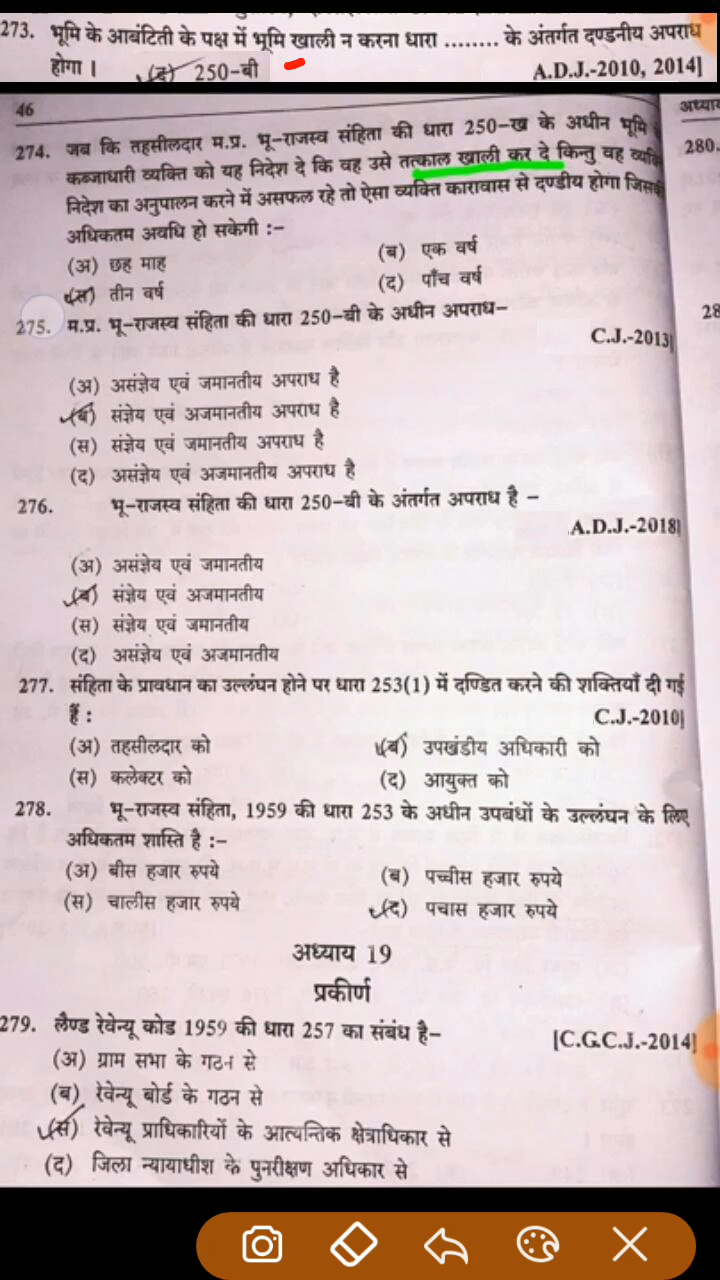 273. भूमि के आबंटिती के पक्ष में भूमि खाली न करना धारा ........ के अंतर्गत दण्डनीय अपराध
होगा । (द) 250-बी A.D.J.-2010, 2014]
46 अध्याय
274. जब कि तहसीलदार म.प्र. भू-राजस्व संहिता की धारा 250-ख के अधीन भूमि
कब्जाधारी व्यक्ति को यह निदेश दे कि वह उसे तत्काल खाली कर दे किन्तु वह व्यक्ति 280.
निदेश का अनुपालन करने में असफल रहे तो ऐसा व्यक्ति कारावास से दण्डीय होगा जिसकी
अधिकतम अवधि हो सकेगी :-
(अ) छह माह (ब) एक वर्ष
(स) तीन वर्ष (द) पाँच वर्ष
275. म.प्र. भू-राजस्व संहिता की धारा 250-बी के अधीन अपराध- 28
C.J.-2013]
(अ) असंज्ञेय एवं जमानतीय अपराध है
(ब) संज्ञेय एवं अजमानतीय अपराध है
(स) संज्ञेय एवं जमानतीय अपराध है
(द) असंज्ञेय एवं अजमानतीय अपराध है
276. भू-राजस्व संहिता की धारा 250-बी के अंतर्गत अपराध है -
A.D.J.-2018]
(अ) असंज्ञेय एवं जमानतीय
(ब) संज्ञेय एवं अजमानतीय
(स) संज्ञेय एवं जमानतीय
(द) असंज्ञेय एवं अजमानतीय
277. संहिता के प्रावधान का उल्लंघन होने पर धारा 253(1) में दण्डित करने की शक्तियाँ दी गई
हैं : C.J.-2010]
(अ) तहसीलदार को (ब) उपखंडीय अधिकारी को
(स) कलेक्टर को (द) आयुक्त को
278. भू-राजस्व संहिता, 1959 की धारा 253 के अधीन उपबंधों के उल्लंघन के लिए
अधिकतम शास्ति है :-
(अ) बीस हजार रुपये (ब) पच्चीस हजार रुपये
(स) चालीस हजार रुपये (द) पचास हजार रुपये
अध्याय 19
प्रकीर्ण
279. लैण्ड रेवेन्यू कोड 1959 की धारा 257 का संबंध है- [C.G.C.J.-2014]
(अ) ग्राम सभा के गठन से
(ब) रेवेन्यू बोर्ड के गठन से
(स) रेवेन्यू प्राधिकारियों के आत्यन्तिक क्षेत्राधिकार से
(द) जिला न्यायाधीश के पुनरीक्षण अधिकार से